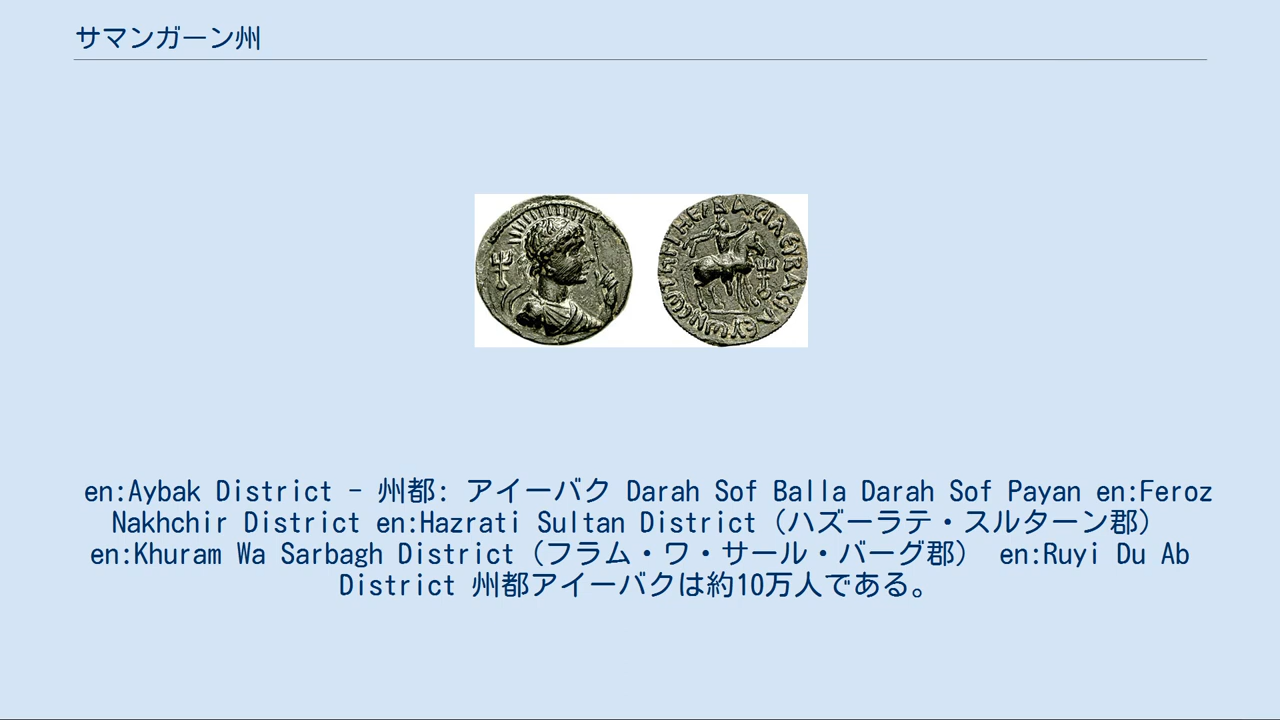 サマンガーン州
en:Aybak District - 州都: アイーバク Darah Sof Balla Darah Sof Payan en:Feroz
Nakhchir District en:Hazrati Sultan District（ハズーラテ・スルターン郡）
en:Khuram Wa Sarbagh District（フラム・ワ・サール・バーグ郡） en:Ruyi Du Ab
District 州都アイーバクは約10万人である。